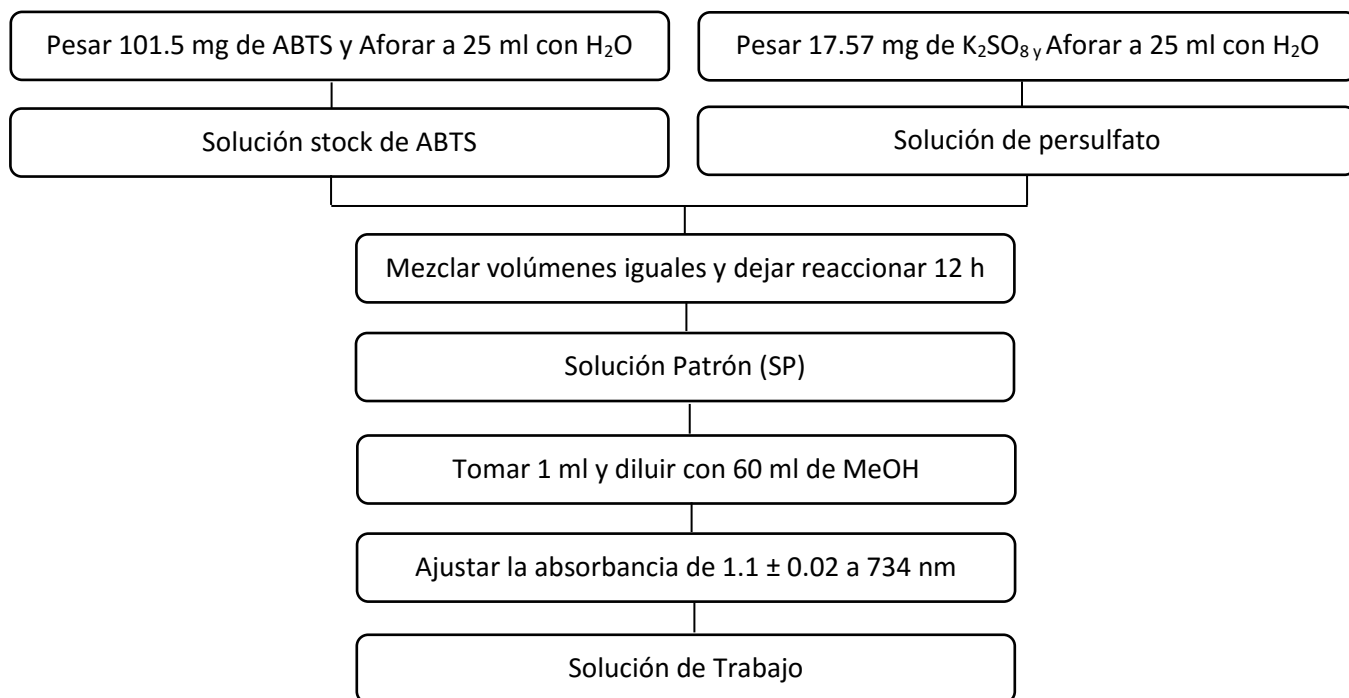 Pesar 101.5 mg de ABTS y Aforar a 25 ml con H₂O
Pesar 17.57 mg de K₂SO₈ y Aforar a 25 ml con H₂O
Solución stock de ABTS
Solución de persulfato
Mezclar volúmenes iguales y dejar reaccionar 12 h
Solución Patrón (SP)
Tomar 1 ml y diluir con 60 ml de MeOH
Ajustar la absorbancia de 1.1 ± 0.02 a 734 nm
Solución de Trabajo